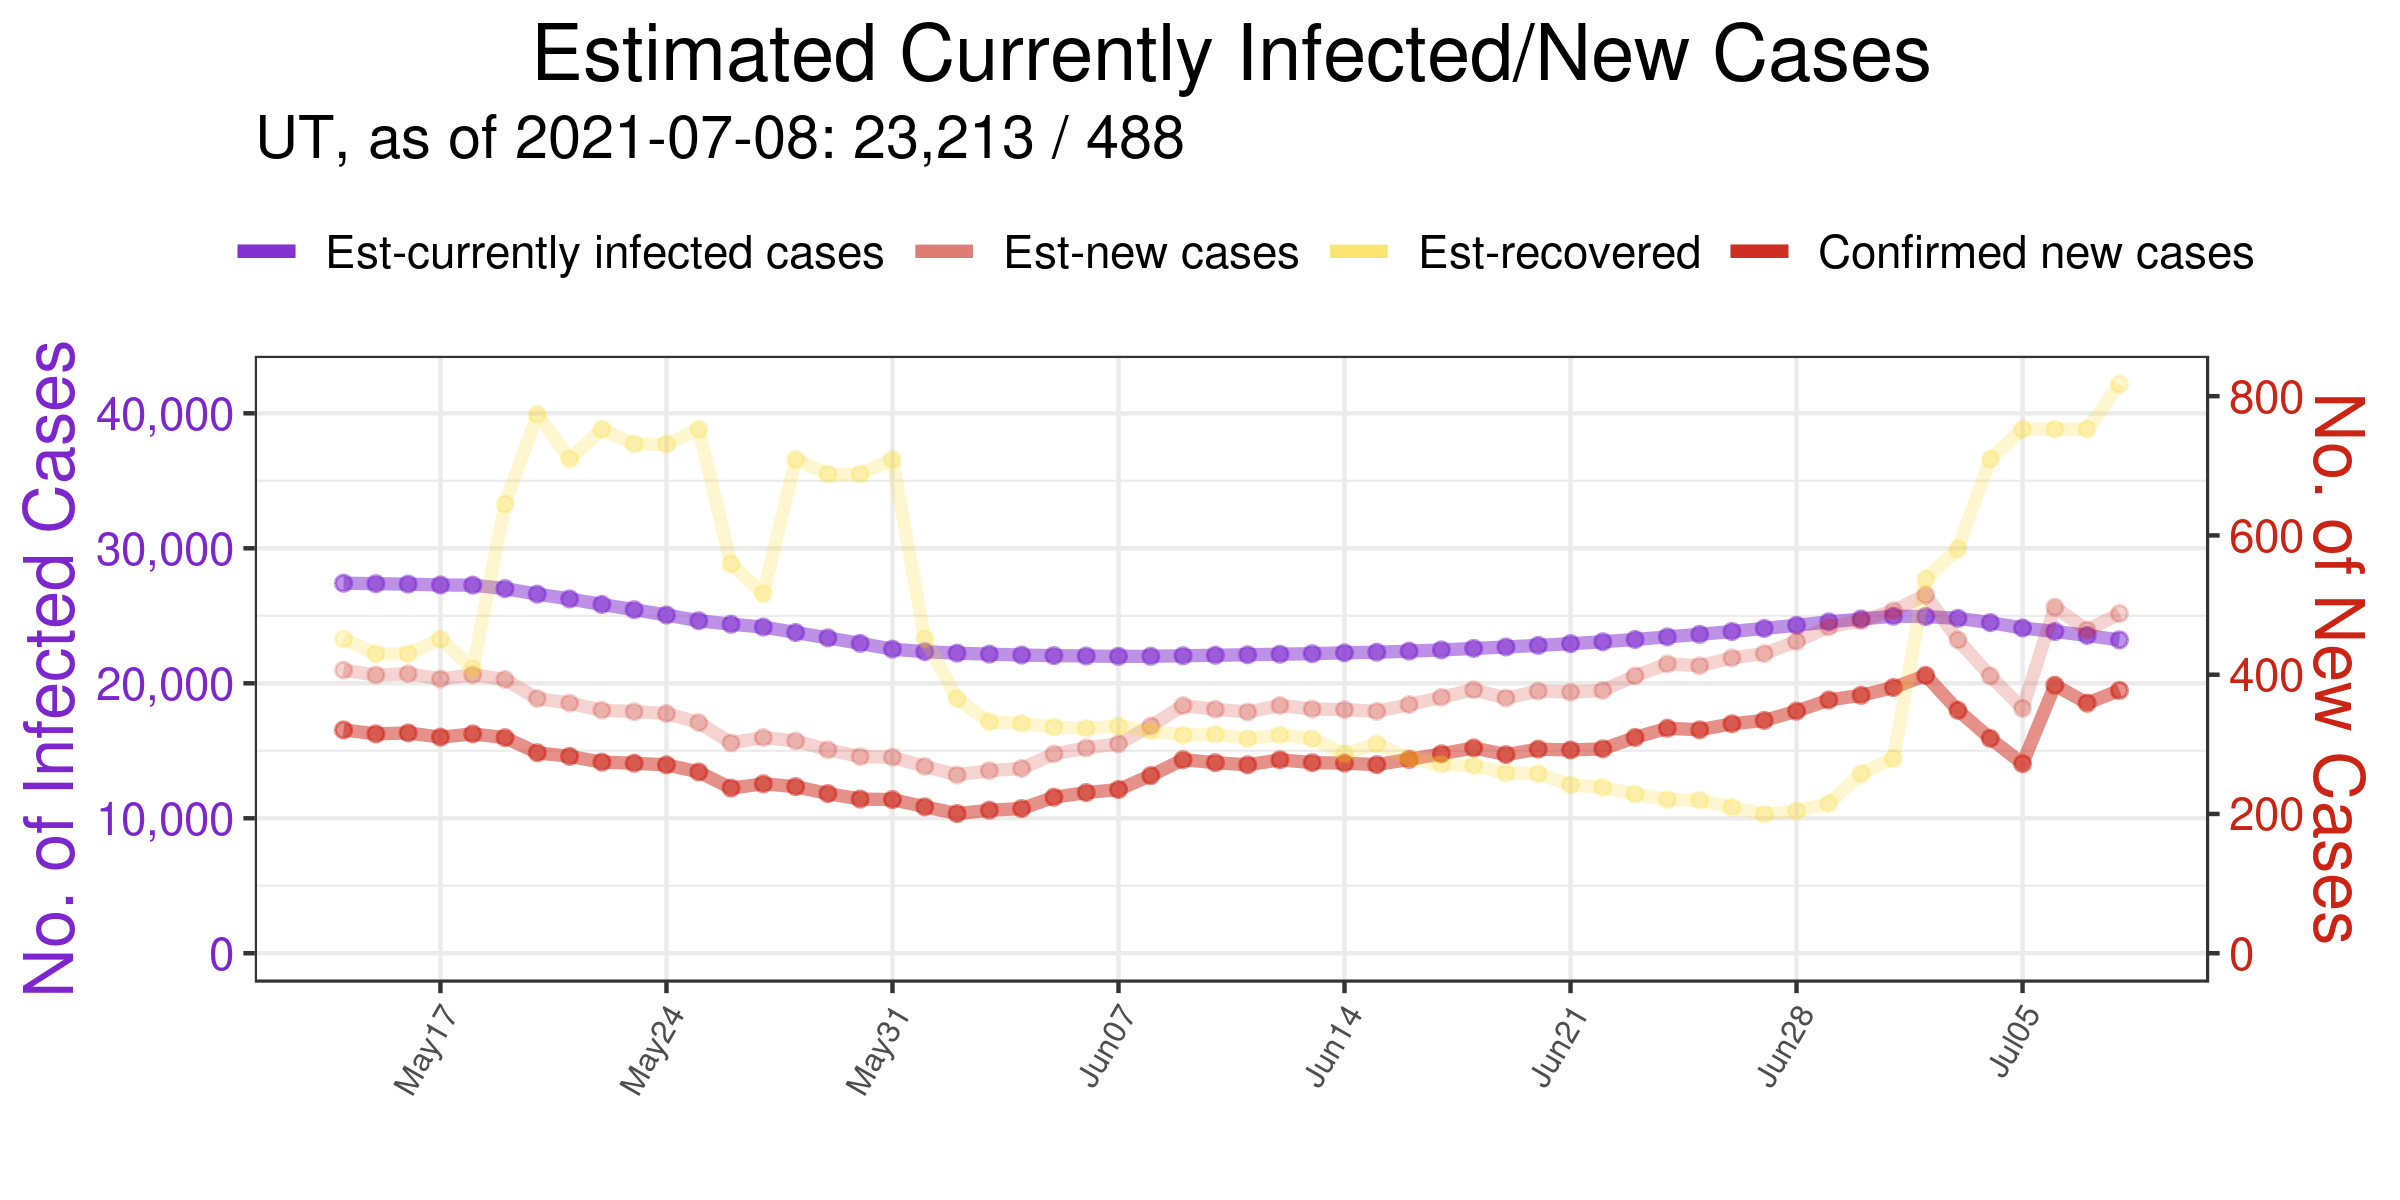 Estimated Currently Infected/New Cases
UT, as of 2021-07-08: 23,213 / 488
Est-currently infected cases Est-new cases Est-recovered Confirmed new cases
No. of Infected Cases
40,000
30,000
20,000
10,000
0
800
600
400
200
0
No. of New Cases
May17 May24 May31 Jun07 Jun14 Jun21 Jun28 Jul05